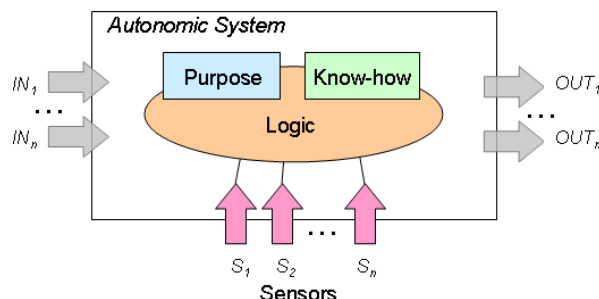 Autonomic System
IN1
...
INn
Purpose
Know-how
Logic
OUT1
...
OUTn
...
S1
S2
Sn
Sensors